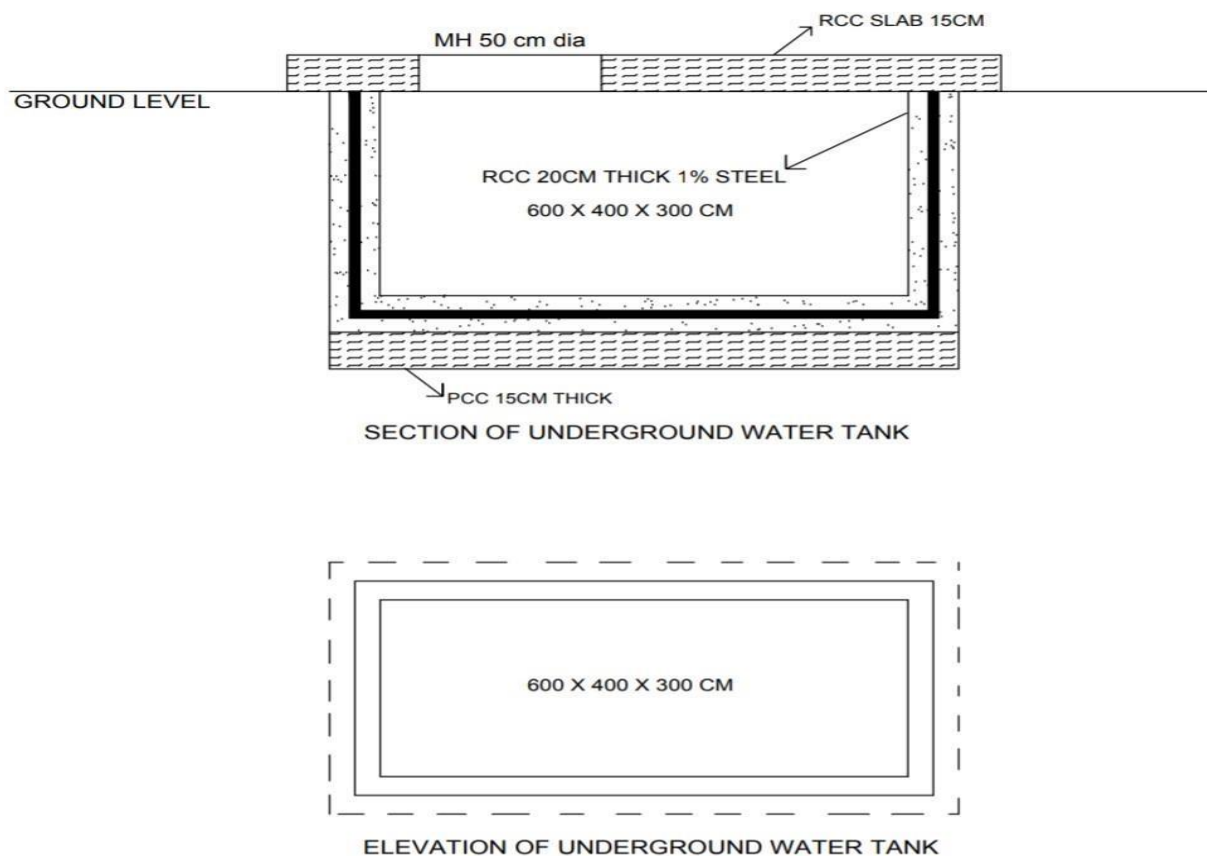 RCC SLAB 15CM
MH 50 cm dia
GROUND LEVEL
RCC 20CM THICK 1% STEEL
600 X 400 X 300 CM
PCC 15CM THICK
SECTION OF UNDERGROUND WATER TANK
600 X 400 X 300 CM
ELEVATION OF UNDERGROUND WATER TANK